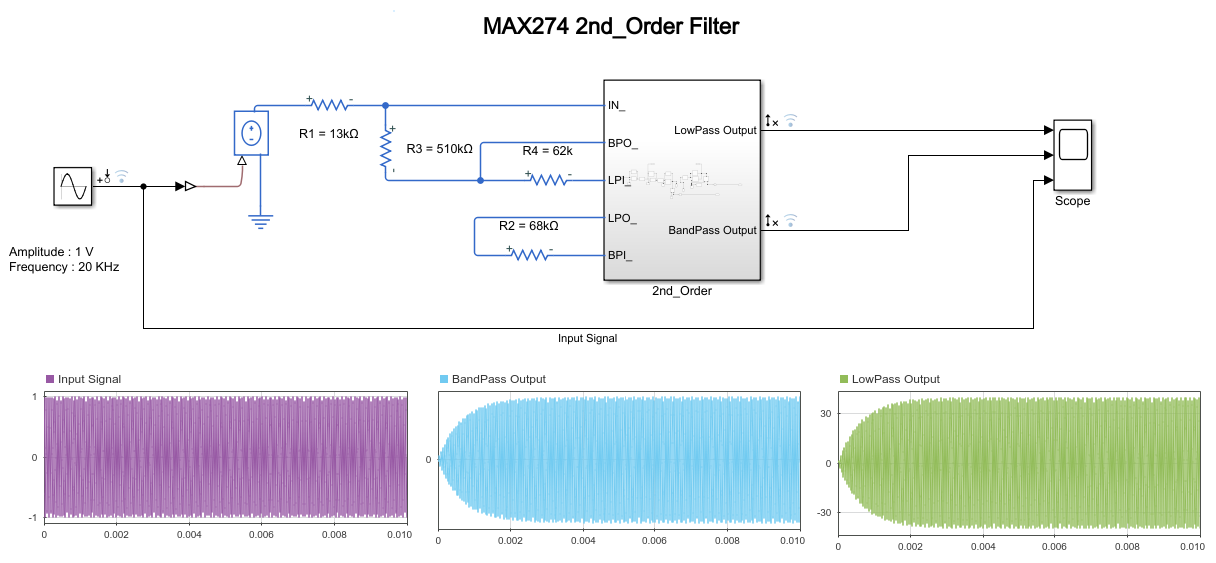 MAX274 2nd_Order Filter
+ -
R1 = 13kΩ
IN_
+
-
R3 = 510kΩ
BPO_
R4 = 62k
+ -
LPI_
LPO_
R2 = 68kΩ
+ -
BPI_
LowPass Output
BandPass Output
2nd_Order
Scope
Amplitude : 1 V
Frequency : 20 KHz
Input Signal
Input Signal
1
0
-1
0 0.002 0.004 0.006 0.008 0.010
BandPass Output
0
0 0.002 0.004 0.006 0.008 0.010
LowPass Output
30
0
-30
0 0.002 0.004 0.006 0.008 0.010